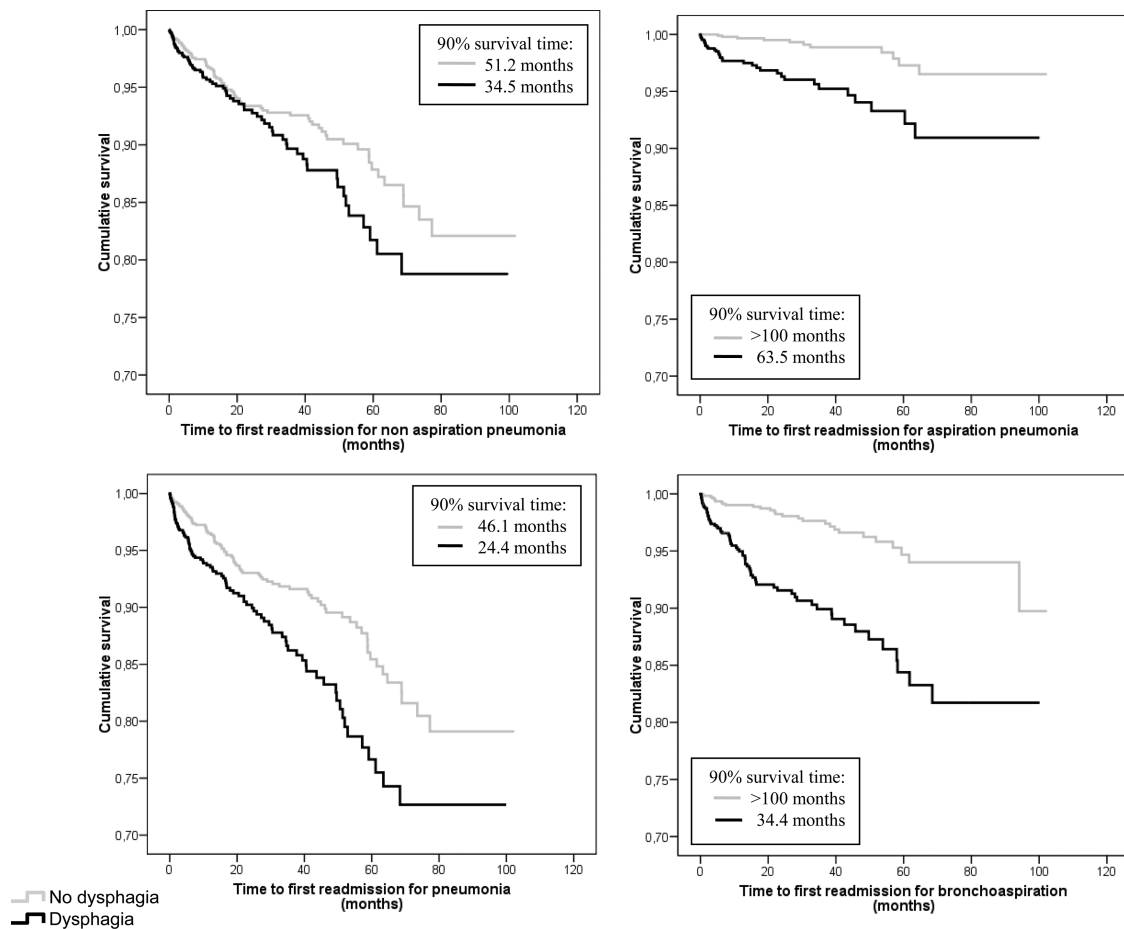 90% survival time:
51.2 months
34.5 months
1,00
0,95
0,90
0,85
0,80
0,75
0,70
Cumulative survival
0 20 40 60 80 100 120
Time to first readmission for non aspiration pneumonia
(months)
90% survival time:
>100 months
63.5 months
1,00
0,95
0,90
0,85
0,80
0,75
0,70
Cumulative survival
0 20 40 60 80 100 120
Time to first readmission for aspiration pneumonia
(months)
90% survival time:
46.1 months
24.4 months
1,00
0,95
0,90
0,85
0,80
0,75
0,70
Cumulative survival
0 20 40 60 80 100 120
Time to first readmission for pneumonia
(months)
90% survival time:
>100 months
34.4 months
1,00
0,95
0,90
0,85
0,80
0,75
0,70
Cumulative survival
0 20 40 60 80 100 120
Time to first readmission for bronchoaspiration
(months)
No dysphagia
Dysphagia